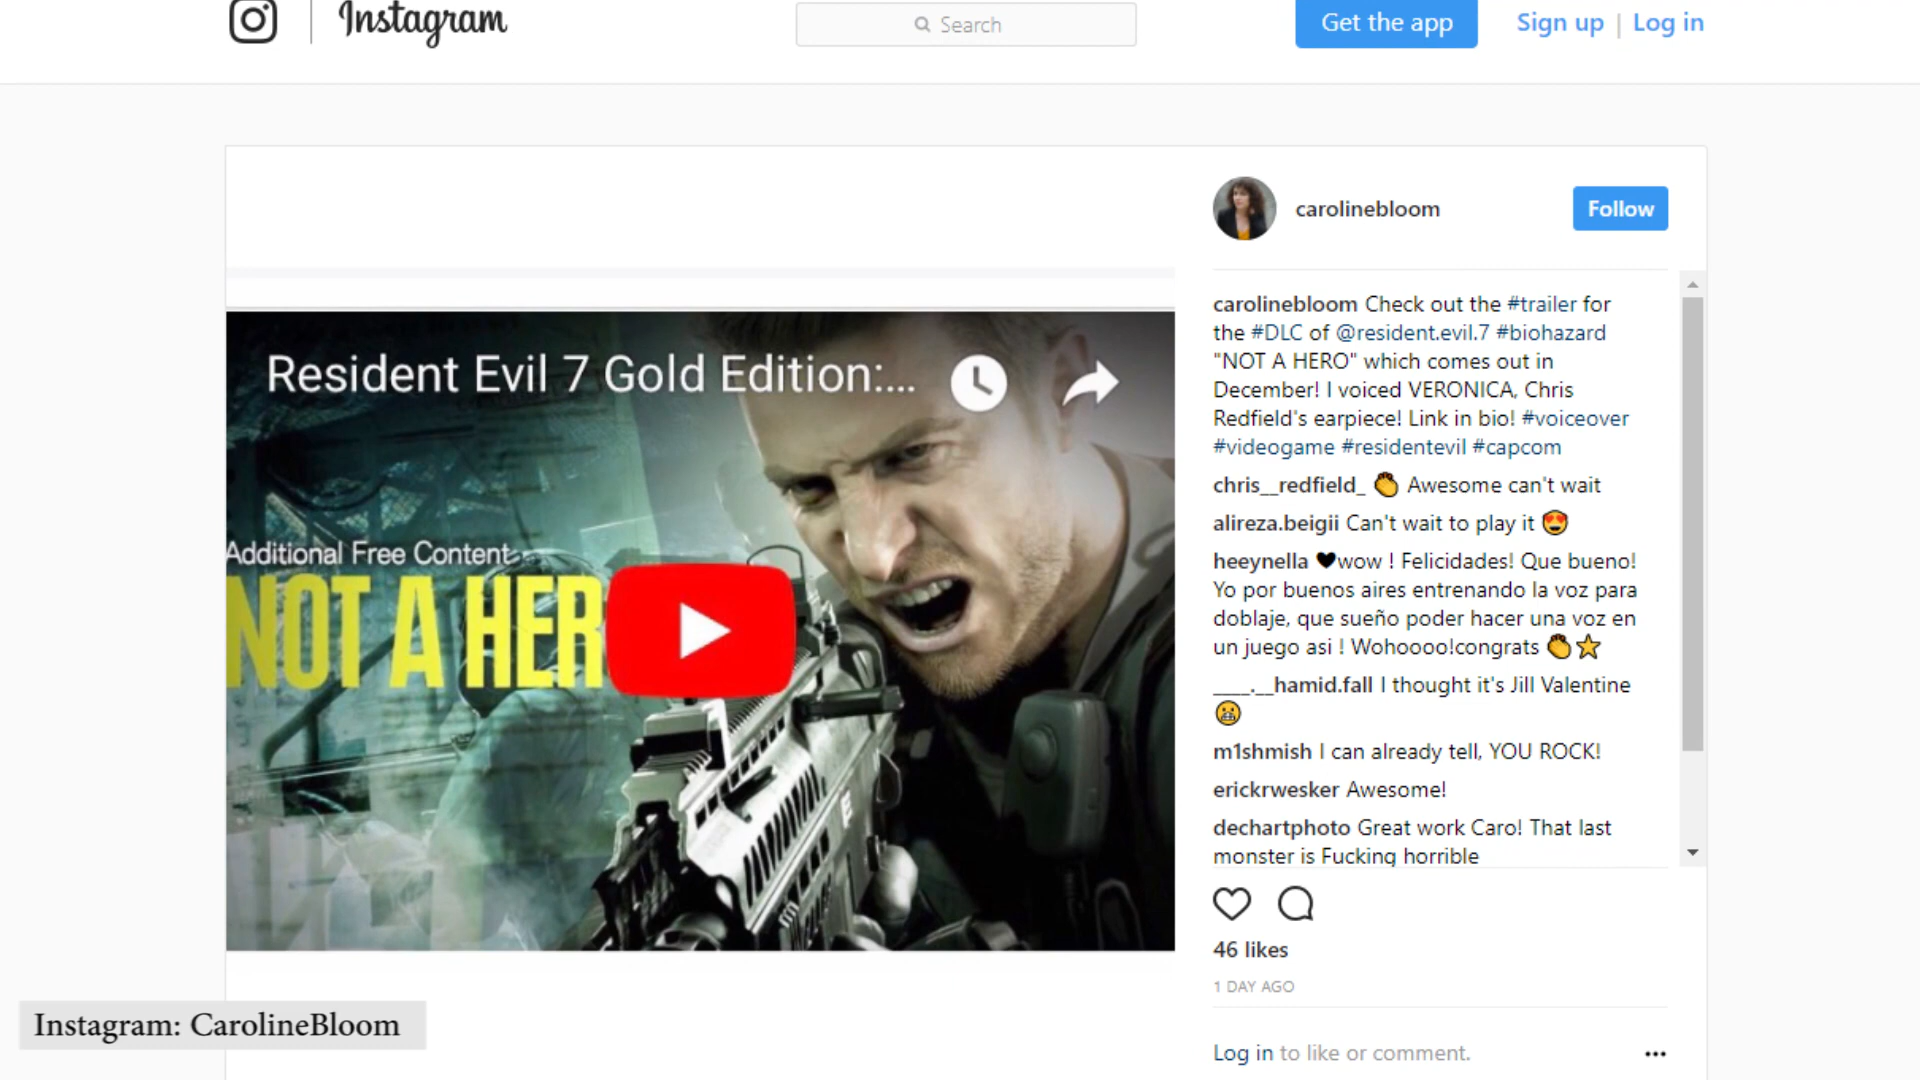 Instagram
Search
Get the app
Sign up | Log in
carolinebloom
Follow
Resident Evil 7 Gold Edition:...
Additional Free Content
NOT A HER
carolinebloom Check out the #trailer for
the #DLC of @resident.evil.7 #biohazard
"NOT A HERO" which comes out in
December! I voiced VERONICA, Chris
Redfield's earpiece! Link in bio! #voiceover
#videogame #residentevil #capcom
chris__redfield_ 👏 Awesome can't wait
alireza.beigii Can't wait to play it 😍
heeynella ♥wow ! Felicidades! Que bueno!
Yo por buenos aires entrenando la voz para
doblaje, que sueño poder hacer una voz en
un juego asi ! Wohoooo!congrats 👏⭐
____.__hamid.fall I thought it's Jill Valentine
😬
m1shmish I can already tell, YOU ROCK!
erickrwesker Awesome!
dechartphoto Great work Caro! That last
monster is Fucking horrible
46 likes
1 DAY AGO
Log in to like or comment.
Instagram: CarolineBloom